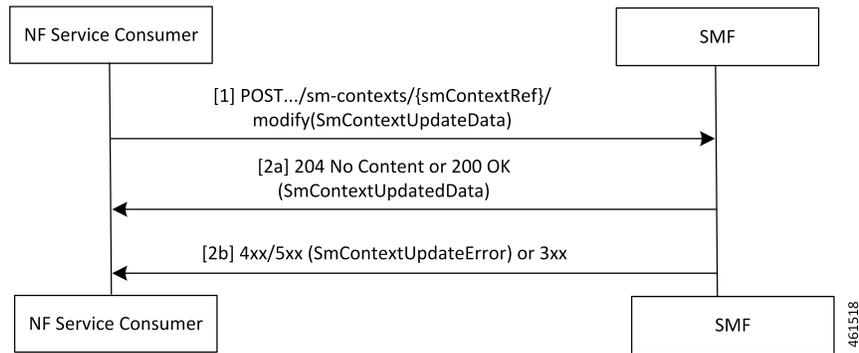 NF Service Consumer
SMF
[1] POST.../sm-contexts/{smContextRef}/
modify(SmContextUpdateData)
[2a] 204 No Content or 200 OK
(SmContextUpdatedData)
[2b] 4xx/5xx (SmContextUpdateError) or 3xx
NF Service Consumer
SMF
461518